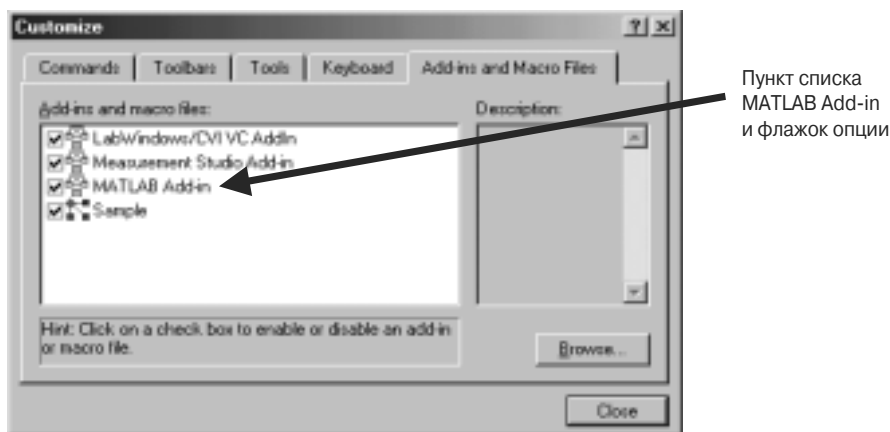 Customize
Commands Toolbars Tools Keyboard Add-ins and Macro Files
Add-ins and macro files:
Description:
LabWindows/CVI VC AddIn
Measurement Studio Add-in
MATLAB Add-in
Sample
Hint: Click on a check box to enable or disable an add-in
or macro file.
Browse...
Close
Пункт списка
MATLAB Add-in
и флажок опции